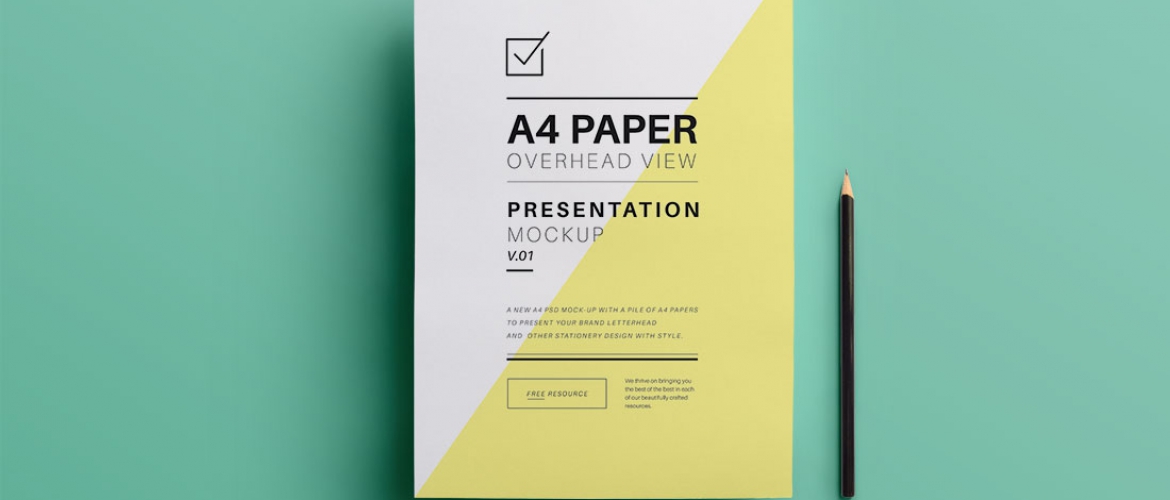 A4 PAPER
OVERHEAD VIEW
PRESENTATION
MOCKUP
V.01
A NEW A4 PSD MOCK-UP WITH A PILE OF A4 PAPERS
TO PRESENT YOUR BRAND LETTERHEAD
AND OTHER STATIONERY DESIGN WITH STYLE.
FREE RESOURCE
We thrive on bringing you
the best of the best in each
of our beautifully crafted
resources.